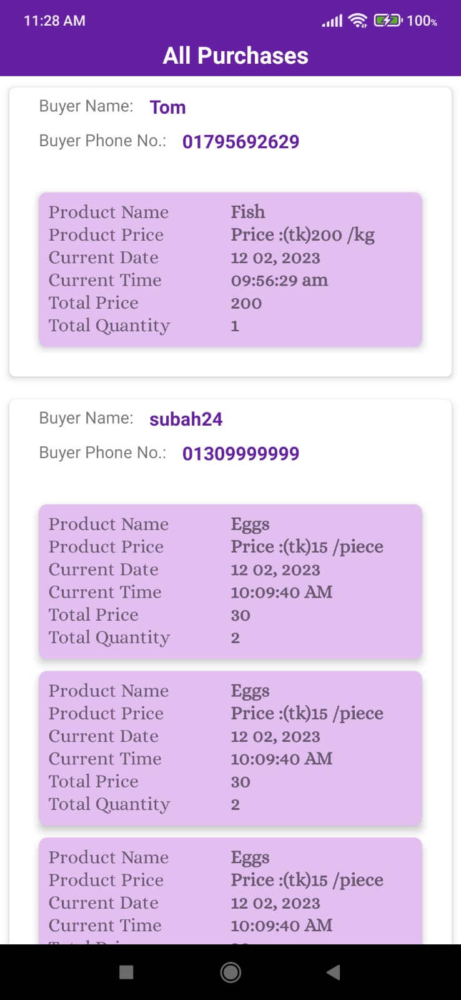 11:28 AM 100%
All Purchases
Buyer Name: Tom
Buyer Phone No.: 01795692629
Product Name Fish
Product Price Price :(tk)200 /kg
Current Date 12 02, 2023
Current Time 09:56:29 am
Total Price 200
Total Quantity 1
Buyer Name: subah24
Buyer Phone No.: 01309999999
Product Name Eggs
Product Price Price :(tk)15 /piece
Current Date 12 02, 2023
Current Time 10:09:40 AM
Total Price 30
Total Quantity 2
Product Name Eggs
Product Price Price :(tk)15 /piece
Current Date 12 02, 2023
Current Time 10:09:40 AM
Total Price 30
Total Quantity 2
Product Name Eggs
Product Price Price :(tk)15 /piece
Current Date 12 02, 2023
Current Time 10:09:40 AM